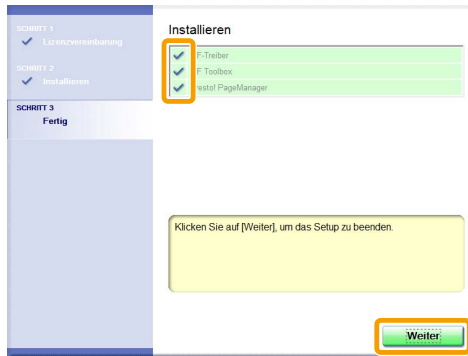 SCHRITT 1
Lizenzvereinbarung
SCHRITT 2
Installieren
SCHRITT 3
Fertig
Installieren
F-Treiber
F Toolbox
resto! PageManager
Klicken Sie auf [Weiter], um das Setup zu beenden.
Weiter